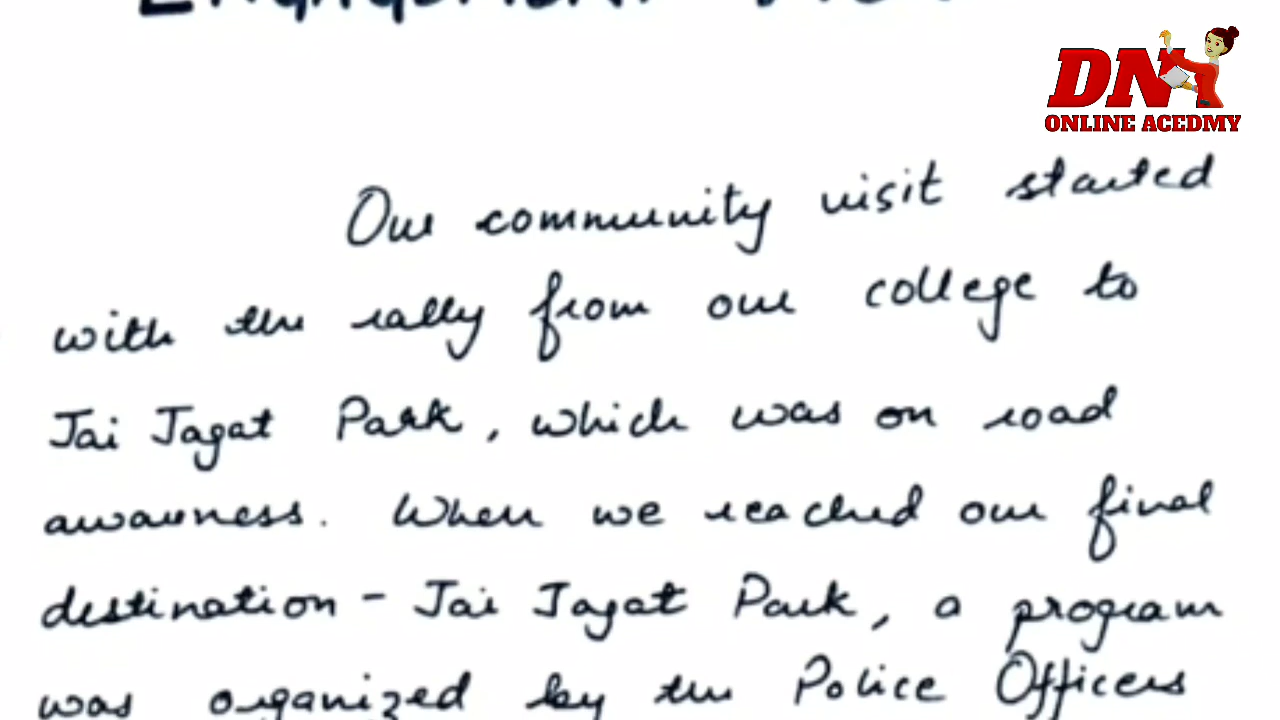 DN
ONLINE ACEDMY
Our community visit started
with the rally from our college to
Jai Jagat Park, which was on road
awarness. When we reached our final
destination - Jai Jagat Park, a program
was organized by the Police Officers